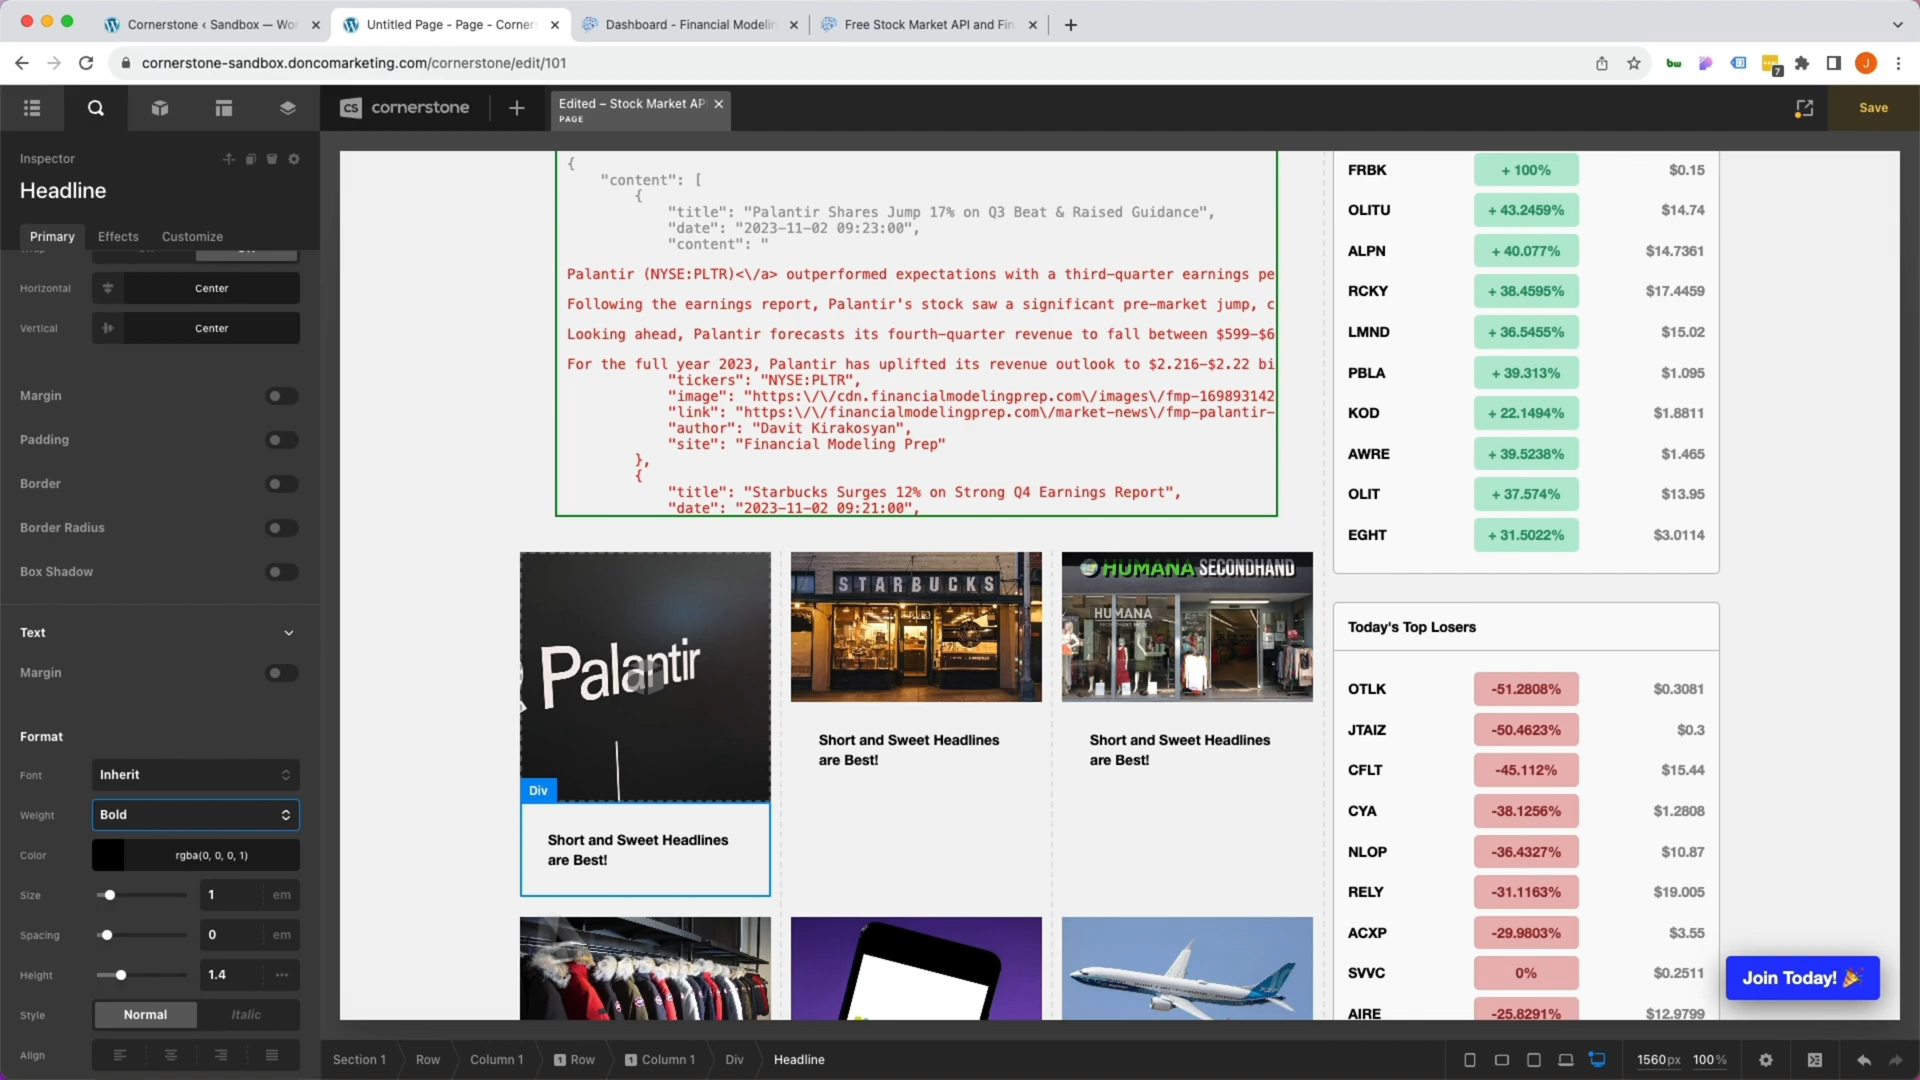 Cornerstone ‹ Sandbox — Wor
Untitled Page - Page - Corner
Dashboard - Financial Modelin
Free Stock Market API and Fin
cornerstone-sandbox.doncomarketing.com/cornerstone/edit/101
bw
7
J
CS cornerstone
Edited – Stock Market AP
PAGE
Save
Inspector
Headline
Primary
Effects
Customize
Horizontal
Center
Vertical
Center
Margin
Padding
Border
Border Radius
Box Shadow
Text
Margin
Format
Font
Inherit
Weight
Bold
Color
rgba(0, 0, 0, 1)
Size
1
em
Spacing
0
em
Height
1.4
Style
Normal
Italic
Align
{
"content": [
{
"title": "Palantir Shares Jump 17% on Q3 Beat & Raised Guidance",
"date": "2023-11-02 09:23:00",
"content": "
Palantir (NYSE:PLTR)<\/a> outperformed expectations with a third-quarter earnings pe
Following the earnings report, Palantir's stock saw a significant pre-market jump, c
Looking ahead, Palantir forecasts its fourth-quarter revenue to fall between $599-$6
For the full year 2023, Palantir has uplifted its revenue outlook to $2.216-$2.22 bi
"tickers": "NYSE:PLTR",
"image": "https:\/\/cdn.financialmodelingprep.com\/images\/fmp-169893142
"link": "https:\/\/financialmodelingprep.com\/market-news\/fmp-palantir-
"author": "Davit Kirakosyan",
"site": "Financial Modeling Prep"
},
{
"title": "Starbucks Surges 12% on Strong Q4 Earnings Report",
"date": "2023-11-02 09:21:00",
Palantir
STARBUCKS
HUMANA SECONDHAND
HUMANA
Div
Short and Sweet Headlines
are Best!
Short and Sweet Headlines
are Best!
Short and Sweet Headlines
are Best!
FRBK + 100% $0.15
OLITU + 43.2459% $14.74
ALPN + 40.077% $14.7361
RCKY + 38.4595% $17.4459
LMND + 36.5455% $15.02
PBLA + 39.313% $1.095
KOD + 22.1494% $1.8811
AWRE + 39.5238% $1.465
OLIT + 37.574% $13.95
EGHT + 31.5022% $3.0114
Today's Top Losers
OTLK -51.2808% $0.3081
JTAIZ -50.4623% $0.3
CFLT -45.112% $15.44
CYA -38.1256% $1.2808
NLOP -36.4327% $10.87
RELY -31.1163% $19.005
ACXP -29.9803% $3.55
SVVC 0% $0.2511
AIRE -25.8291% $12.9799
Join Today! 🎉
Section 1
Row
Column 1
1 Row
1 Column 1
Div
Headline
1560px
100%